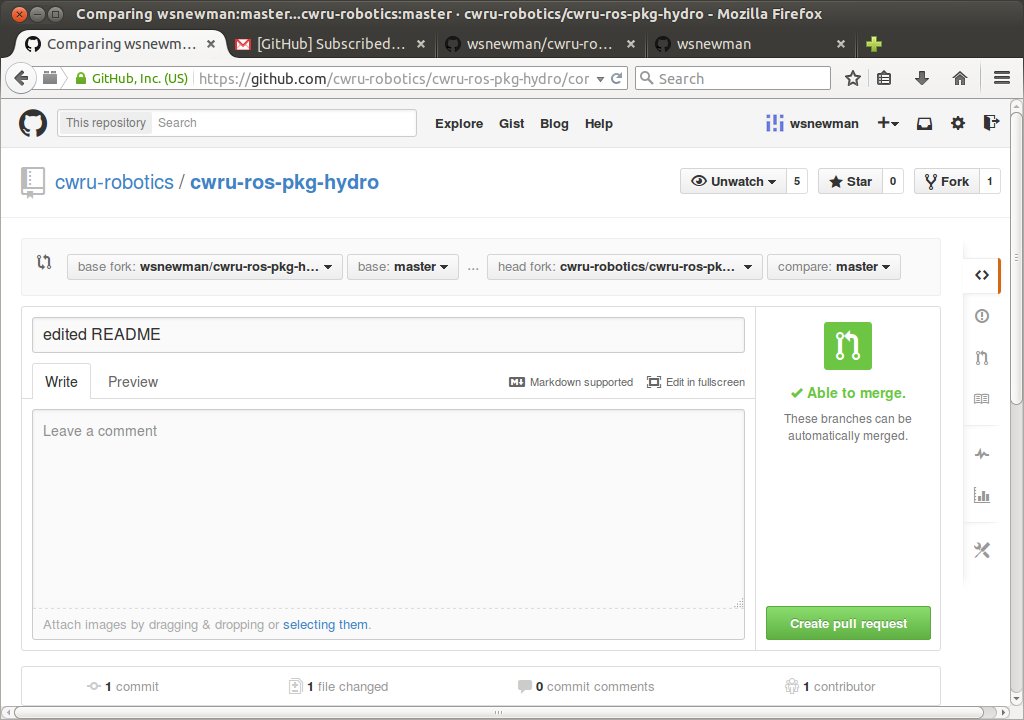 Comparing wsnewman:master...cwru-robotics:master · cwru-robotics/cwru-ros-pkg-hydro - Mozilla Firefox
Comparing wsnewm... [GitHub] Subscribed... wsnewman/cwru-ro... wsnewman
GitHub, Inc. (US) https://github.com/cwru-robotics/cwru-ros-pkg-hydro/cor Search
This repository Search Explore Gist Blog Help wsnewman
cwru-robotics / cwru-ros-pkg-hydro Unwatch 5 Star 0 Fork 1
base fork: wsnewman/cwru-ros-pkg-h... base: master ... head fork: cwru-robotics/cwru-ros-pk... compare: master
edited README
Write Preview Markdown supported Edit in fullscreen
Leave a comment
Able to merge.
These branches can be
automatically merged.
Attach images by dragging & dropping or selecting them.
Create pull request
1 commit 1 file changed 0 commit comments 1 contributor